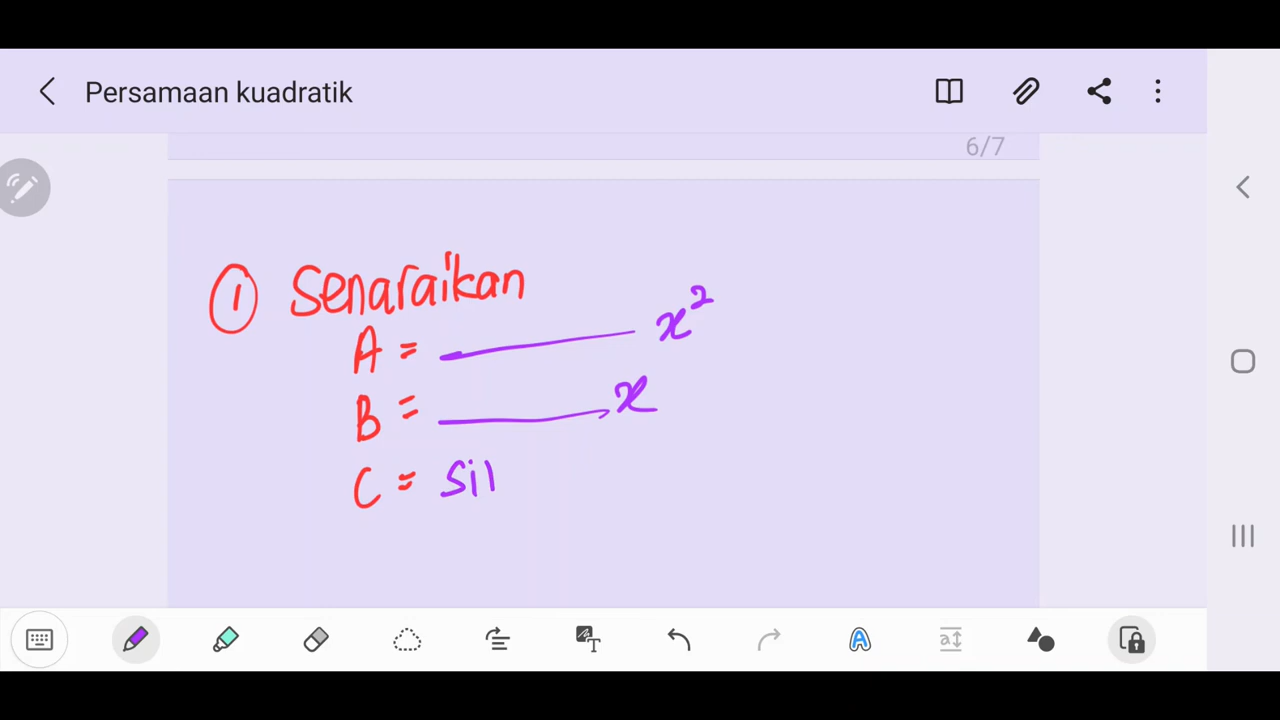 Persamaan kuadratik
6/7
1 Senaraikan
A = x²
B = x
C = Sil